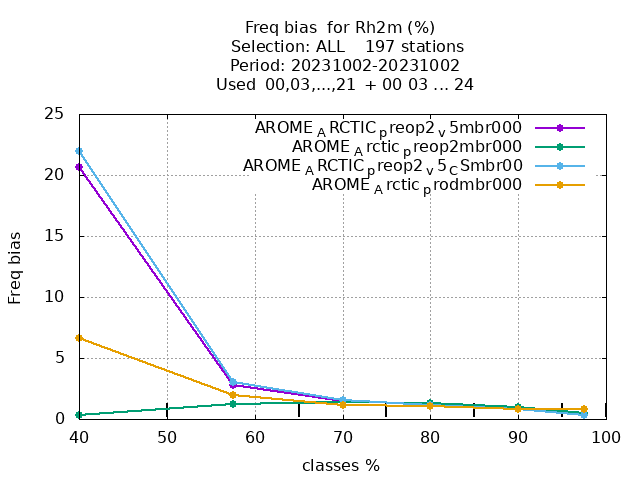 Freq bias for Rh2m (%)
Selection: ALL 197 stations
Period: 20231002-20231002
Used 00,03,...,21 + 00 03 ... 24
AROME_ARCTIC_preop2_v5mbr000
AROME_Arctic_preop2mbr000
AROME_ARCTIC_preop2_v5_CSmbr00
AROME_Arctic_prodmbr000
Freq bias
25
20
15
10
5
0
40 50 60 70 80 90 100
classes %